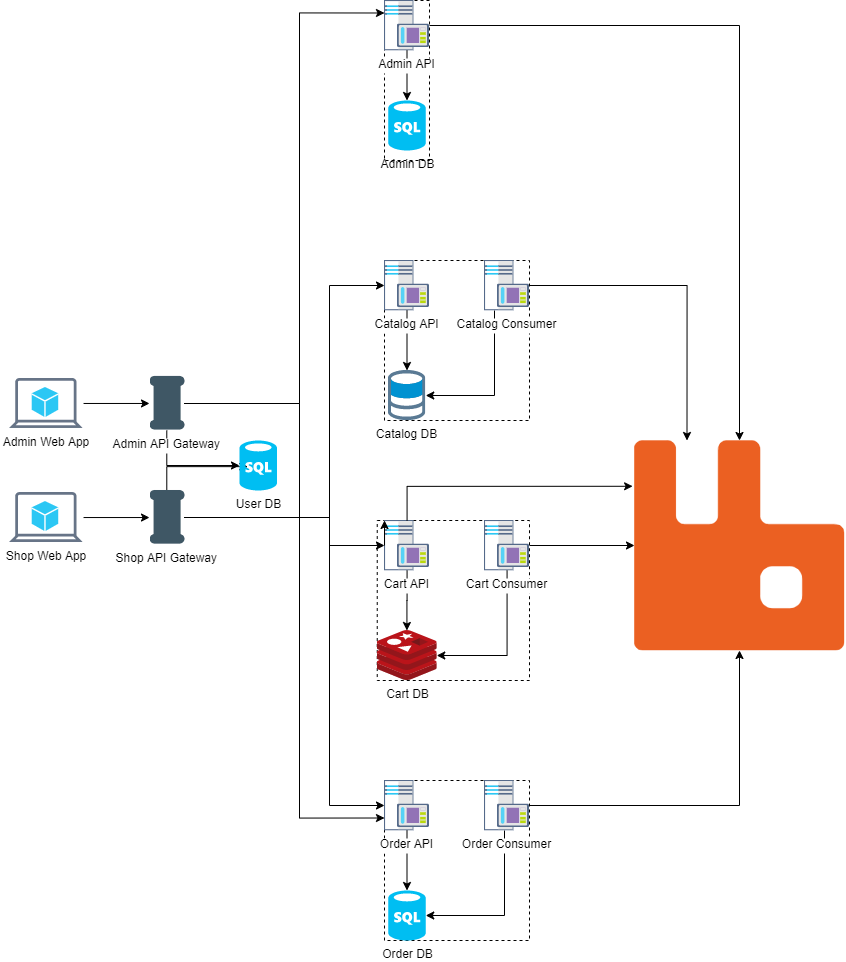 Admin API
SQL
Admin DB
Catalog API
Catalog Consumer
Catalog DB
Admin Web App
Admin API Gateway
SQL
User DB
Shop Web App
Shop API Gateway
Cart API
Cart Consumer
Cart DB
Order API
Order Consumer
SQL
Order DB